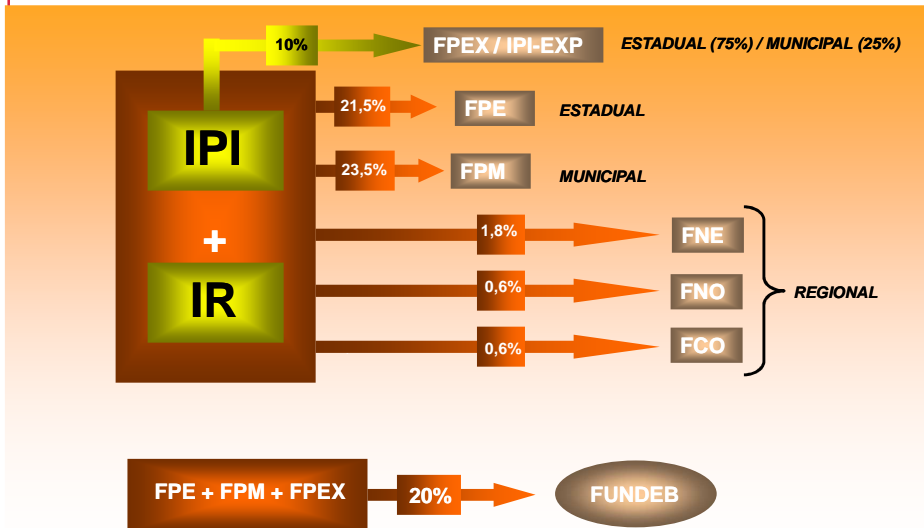 10%
FPEX / IPI-EXP
ESTADUAL (75%) / MUNICIPAL (25%)
21,5%
FPE
ESTADUAL
IPI
23,5%
FPM
MUNICIPAL
+
1,8%
FNE
IR
0,6%
FNO
REGIONAL
0,6%
FCO
FPE + FPM + FPEX
20%
FUNDEB